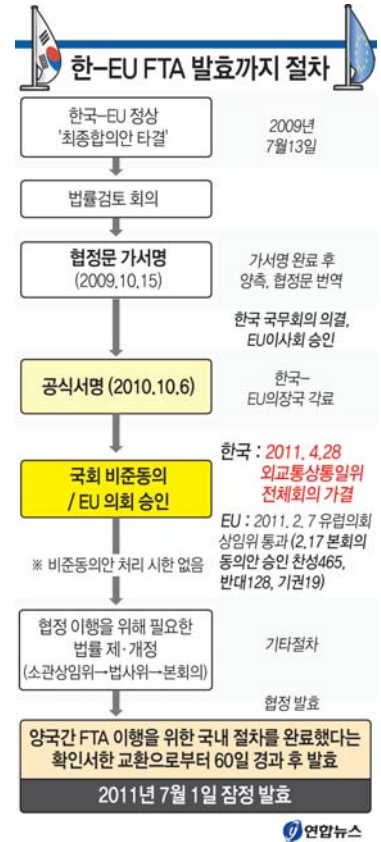 한-EU FTA 발효까지 절차
한국-EU 정상
'최종합의안 타결'
2009년
7월13일
법률검토 회의
협정문 가서명
(2009.10.15)
가서명 완료 후
양측, 협정문 번역
한국 국무회의 의결,
EU이사회 승인
공식서명 (2010.10.6)
한국-
EU의장국 각료
국회 비준동의
/ EU 의회 승인
한국 : 2011. 4.28
외교통상통일위
전체회의 가결
EU : 2011. 2. 7 유럽의회
상임위 통과 (2.17 본회의
동의안 승인 찬성465,
반대128, 기권19)
※ 비준동의안 처리 시한 없음
협정 이행을 위해 필요한
법률 제·개정
(소관상임위→법사위→본회의)
기타절차
협정 발효
양국간 FTA 이행을 위한 국내 절차를 완료했다는
확인서한 교환으로부터 60일 경과 후 발효
2011년 7월 1일 잠정 발효
연합뉴스